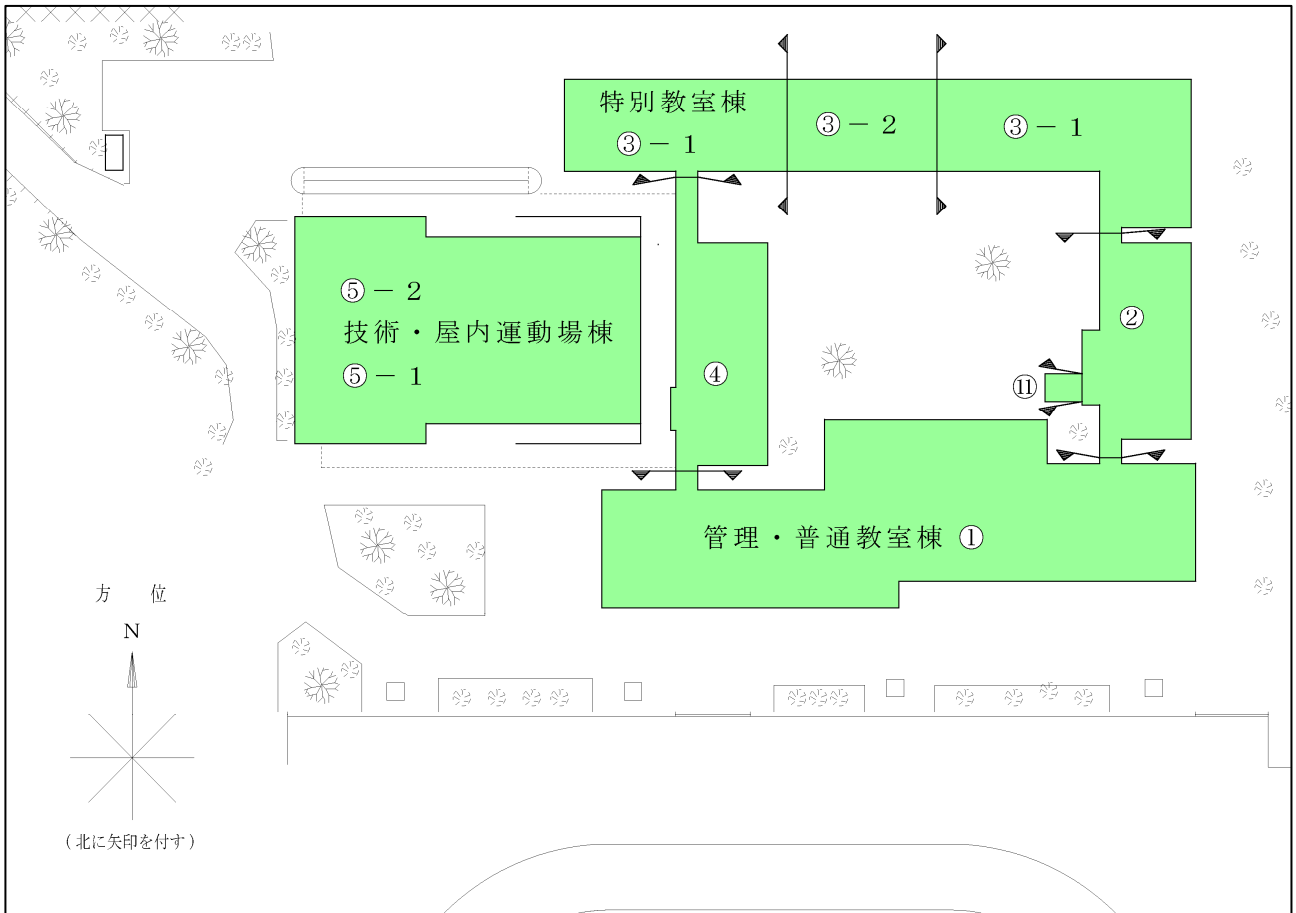 特別教室棟
③－1
③－2
③－1
⑤－2
技術・屋内運動場棟
⑤－1
④
②
⑪
管理・普通教室棟 ①
方　位
N
(北に矢印を付す)